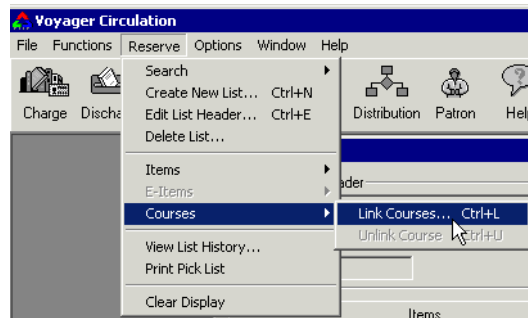 Voyager Circulation
File Functions Reserve Options Window Help
Charge
Distribution Patron
Search
Create New List... Ctrl+N
Edit List Header... Ctrl+E
Delete List...
Items
E-Items
Courses
View List History...
Print Pick List
Clear Display
Link Courses... Ctrl+L
Unlink Course Ctrl+U
Items